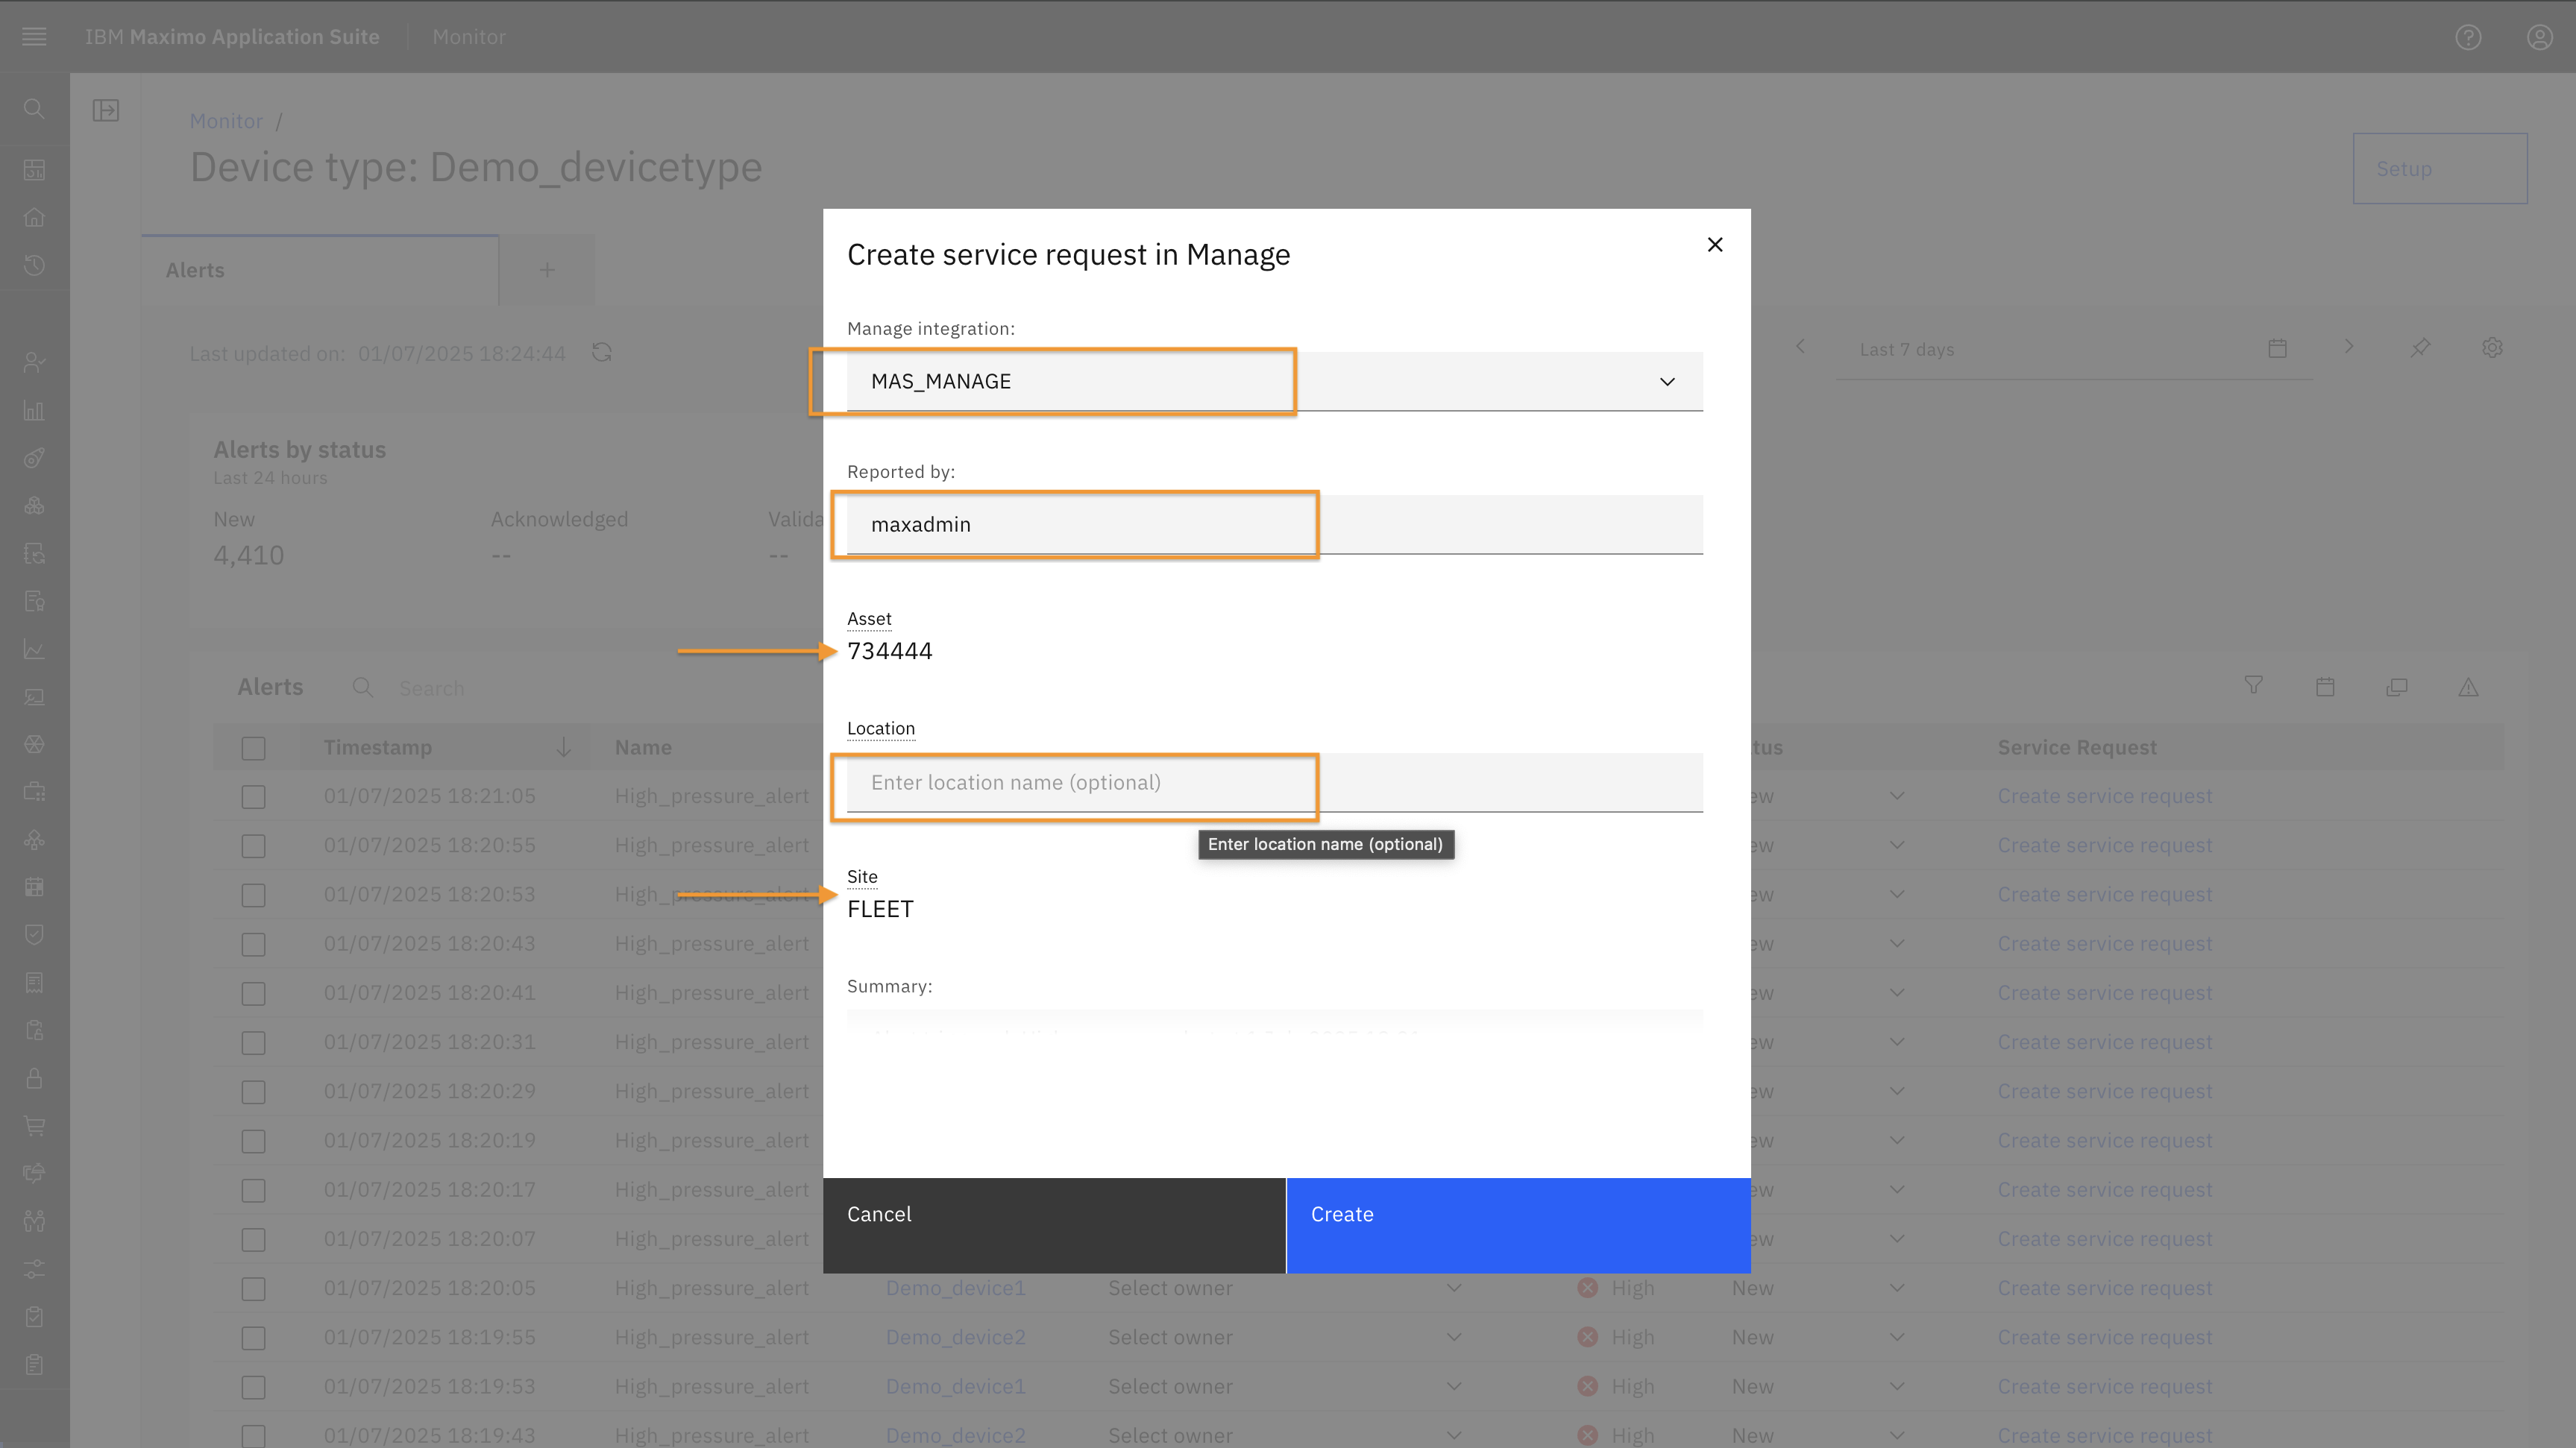 IBM Maximo Application Suite Monitor
Monitor /
Device type: Demo_devicetype
Setup
Alerts
Last updated on: 01/07/2025 18:24:44
Last 7 days
Alerts by status
Last 24 hours
New Acknowledged Valida
4,410 -- --
Alerts Search
Timestamp Name tus Service Request
01/07/2025 18:21:05 High_pressure_alert ew Create service request
01/07/2025 18:20:55 High_pressure_alert ew Create service request
01/07/2025 18:20:53 High_pressure_alert ew Create service request
01/07/2025 18:20:43 High_pressure_alert ew Create service request
01/07/2025 18:20:41 High_pressure_alert ew Create service request
01/07/2025 18:20:31 High_pressure_alert ew Create service request
01/07/2025 18:20:29 High_pressure_alert ew Create service request
01/07/2025 18:20:19 High_pressure_alert ew Create service request
01/07/2025 18:20:17 High_pressure_alert ew Create service request
01/07/2025 18:20:07 High_pressure_alert ew Create service request
01/07/2025 18:20:05 High_pressure_alert Demo_device1 Select owner High New Create service request
01/07/2025 18:19:55 High_pressure_alert Demo_device2 Select owner High New Create service request
01/07/2025 18:19:53 High_pressure_alert Demo_device1 Select owner High New Create service request
01/07/2025 18:19:43 High_pressure_alert Demo_device2 Select owner High New Create service request
Create service request in Manage
Manage integration:
MAS_MANAGE
Reported by:
maxadmin
Asset
734444
Location
Enter location name (optional)
Enter location name (optional)
Site
FLEET
Summary:
Cancel
Create